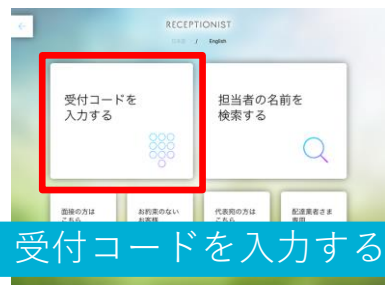 RECEPTIONIST
日本語 / English
受付コードを
入力する
担当者の名前を
検索する
面接の方は
こちら
お約束のない
お客様
代表宛の方は
こちら
配達業者さま
専用
受付コードを入力する